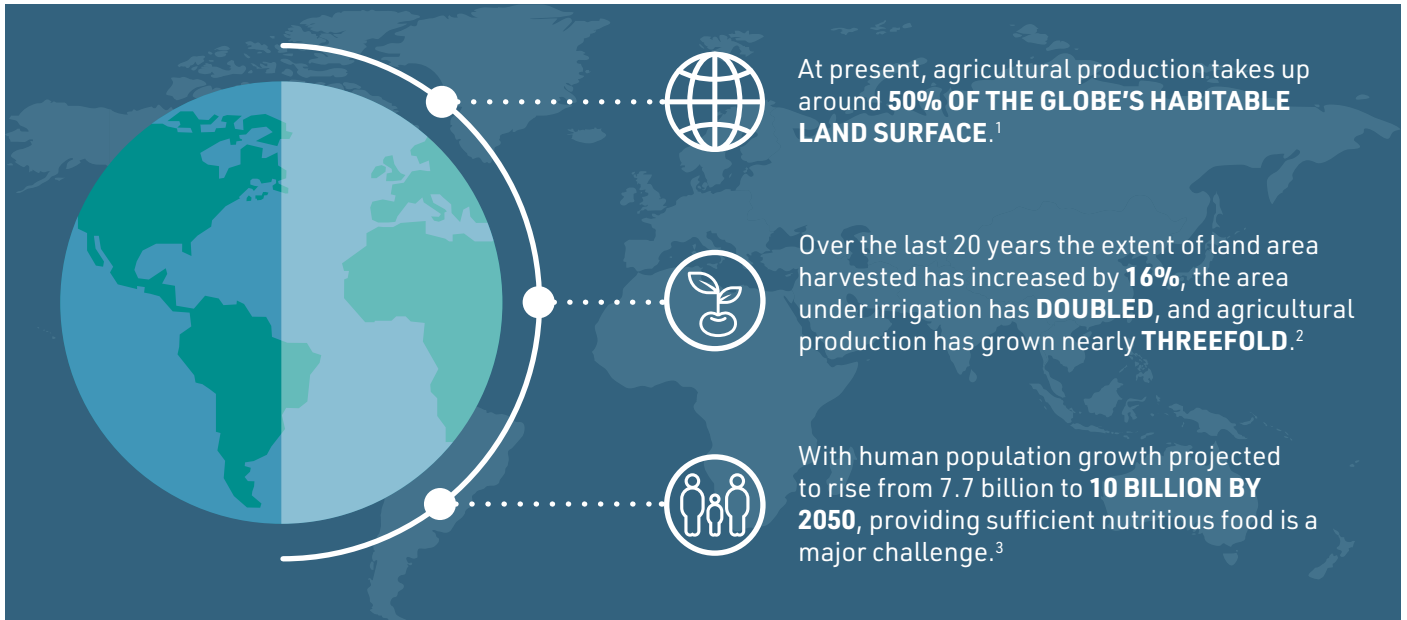 At present, agricultural production takes up
around 50% OF THE GLOBE'S HABITABLE
LAND SURFACE.¹
Over the last 20 years the extent of land area
harvested has increased by 16%, the area
under irrigation has DOUBLED, and agricultural
production has grown nearly THREEFOLD.²
With human population growth projected
to rise from 7.7 billion to 10 BILLION BY
2050, providing sufficient nutritious food is a
major challenge.³